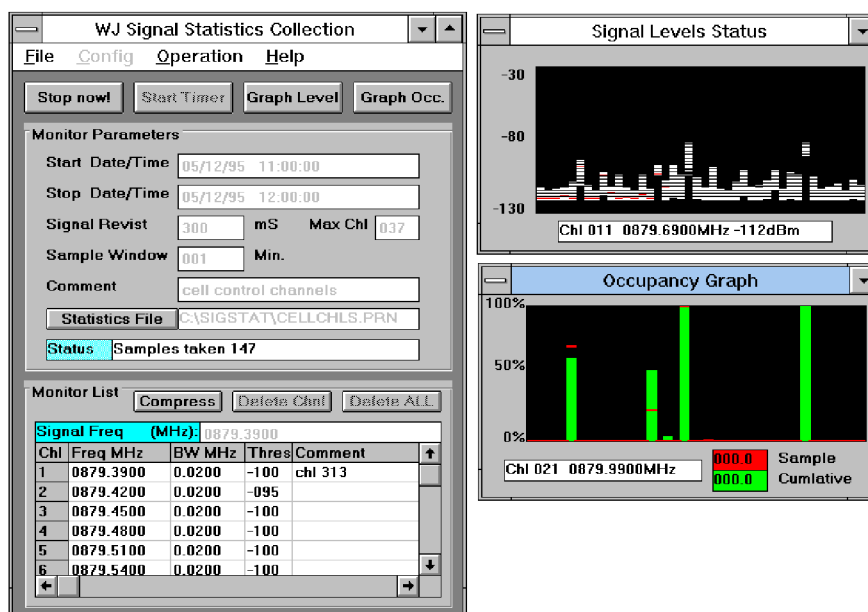 WJ Signal Statistics Collection
File Config Operation Help
Stop now! Start Timer Graph Level Graph Occ.
Monitor Parameters
Start Date/Time 05/12/95 11:00:00
Stop Date/Time 05/12/95 12:00:00
Signal Revist 300 mS Max Chl 037
Sample Window 001 Min.
Comment cell control channels
Statistics File C:\SIGSTAT\CELLCHLS.PRN
Status Samples taken 147
Monitor List Compress Delete Chnl Delete ALL
Signal Freq (MHz): 0879.3900
Chl Freq MHz BW MHz Thres Comment
1 0879.3900 0.0200 -100 chl 313
2 0879.4200 0.0200 -095
3 0879.4500 0.0200 -100
4 0879.4800 0.0200 -100
5 0879.5100 0.0200 -100
6 0879.5400 0.0200 -100
Signal Levels Status
-30
-80
-130
Chl 011 0879.6900MHz -112dBm
Occupancy Graph
100%
50%
0%
Chl 021 0879.9900MHz
000.0 Sample
000.0 Cumlative